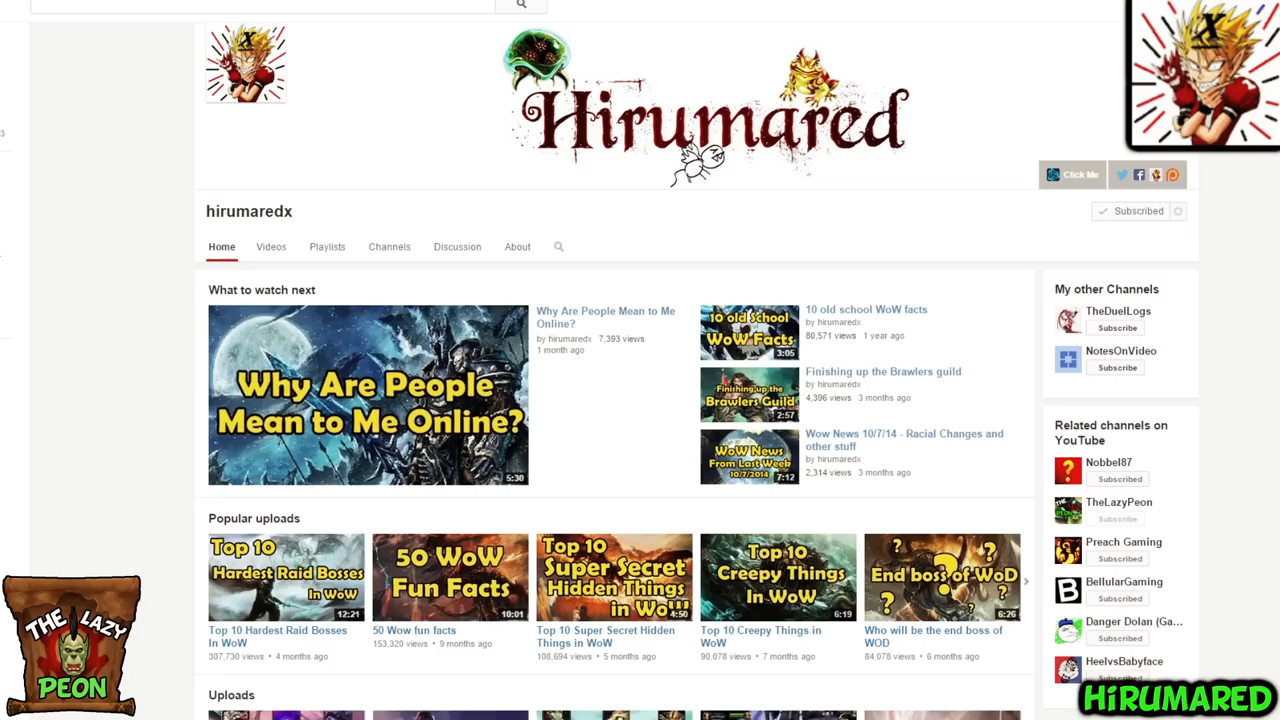 Hirumared
Click Me
hirumaredx
Subscribed
Home
Videos
Playlists
Channels
Discussion
About
What to watch next
Why Are People
Mean to Me Online?
5:30
Why Are People Mean to Me
Online?
by hirumaredx 7,393 views
1 month ago
10 old School
WoW Facts
3:05
10 old school WoW facts
by hirumaredx
80,571 views 1 year ago
Finishing up the
Brawlers Guild
2:57
Finishing up the Brawlers guild
by hirumaredx
4,396 views 3 months ago
WoW News
From Last Week
10/7/2014
7:12
Wow News 10/7/14 - Racial Changes and
other stuff
by hirumaredx
2,314 views 3 months ago
My other Channels
TheDuelLogs
Subscribe
NotesOnVideo
Subscribe
Related channels on
YouTube
Nobbel87
Subscribed
TheLazyPeon
Subscribe
Preach Gaming
Subscribed
BellularGaming
Subscribed
Danger Dolan (Ga...
Subscribed
HeelvsBabyface
Popular uploads
Top 10
Hardest Raid Bosses
In WoW
12:21
Top 10 Hardest Raid Bosses
In WoW
307,730 views • 4 months ago
50 WoW
Fun Facts
10:01
50 Wow fun facts
153,320 views • 9 months ago
Top 10
Super Secret
Hidden Things
in WoW
4:50
Top 10 Super Secret Hidden
Things in WoW
108,694 views • 5 months ago
Top 10
Creepy Things
In WoW
6:19
Top 10 Creepy Things in
WoW
90,078 views • 7 months ago
? ? ?
End boss of WoD
? ?
6:26
Who will be the end boss of
WOD
84,078 views • 6 months ago
Uploads
THE LAZY
PEON
HIRUMARED